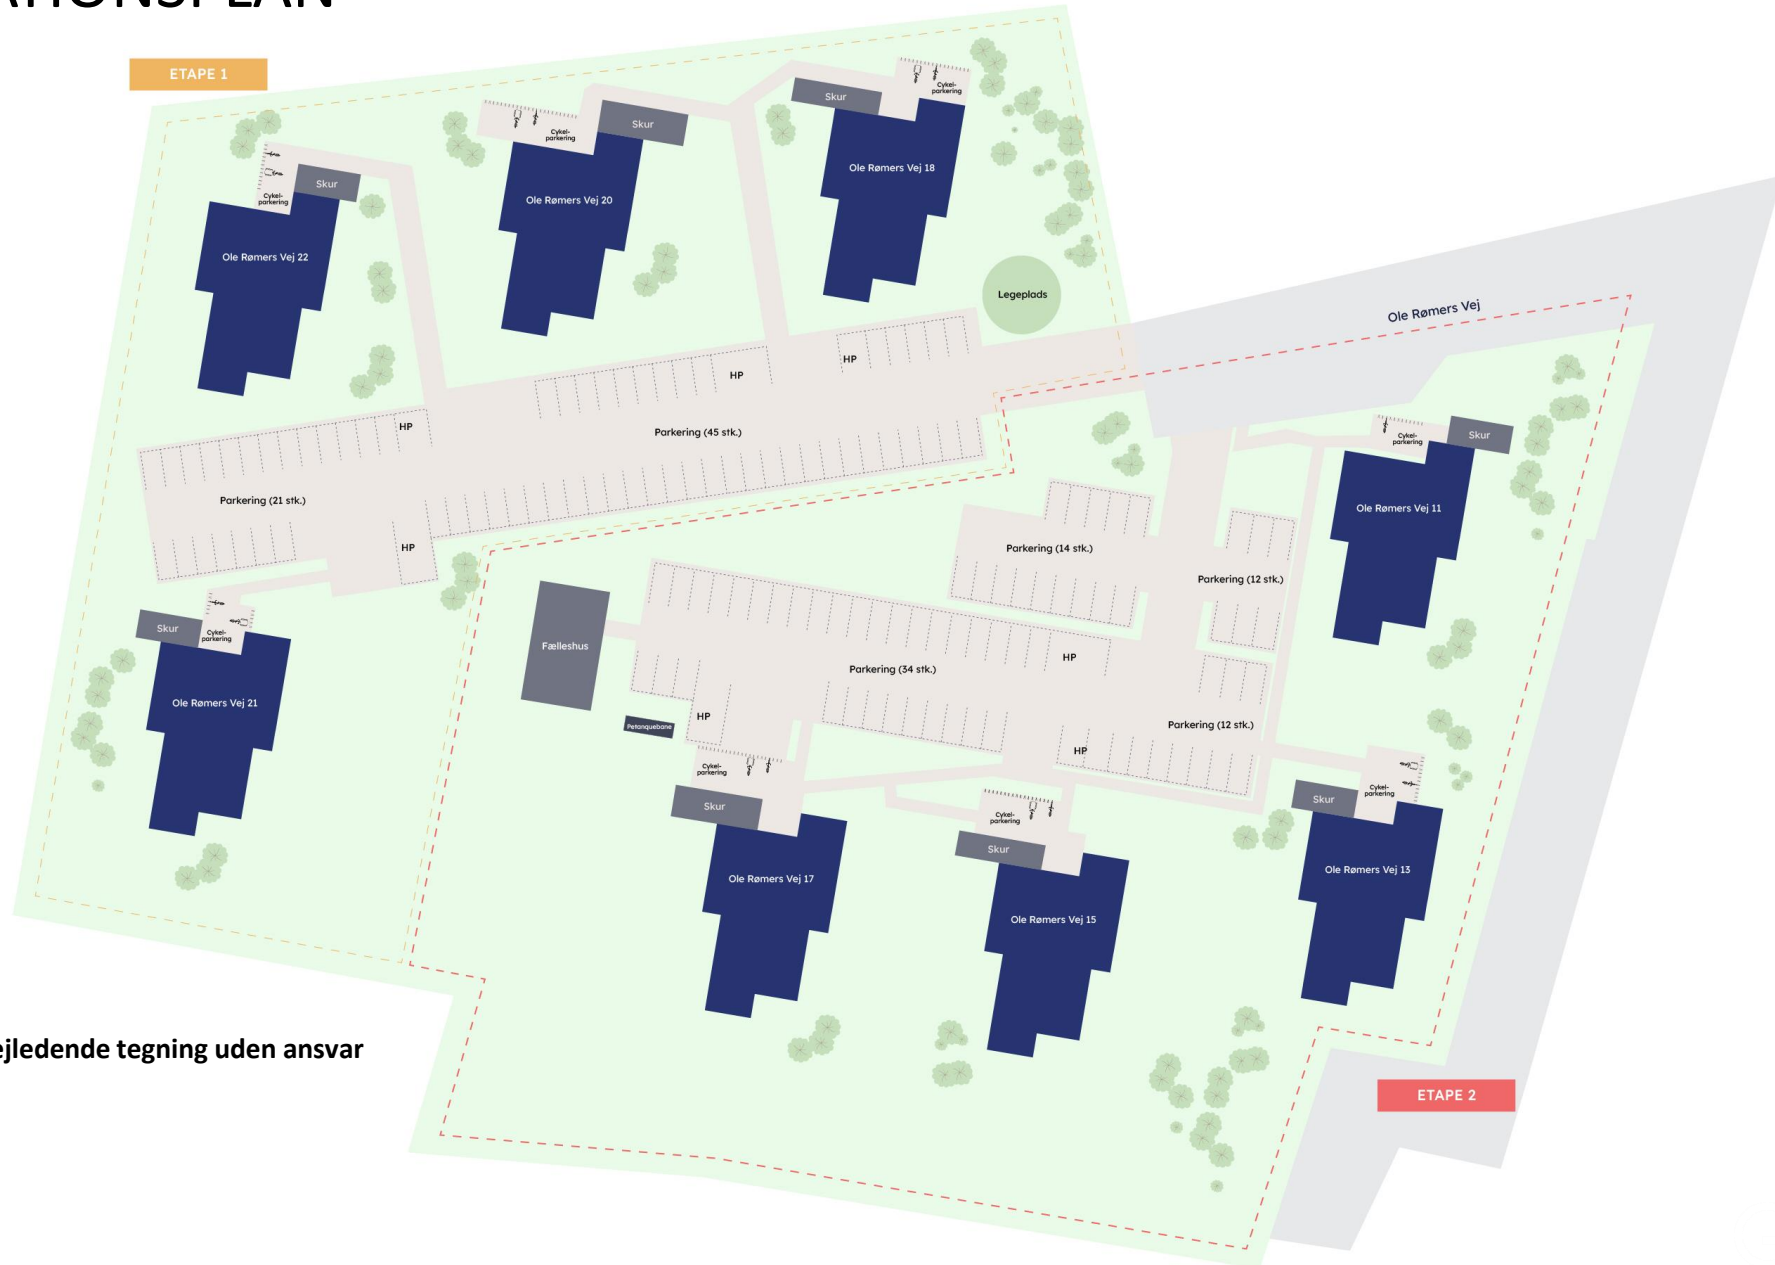 ETAPE 1
Skur
Cykel-
parkering
Cykel-
parkering
Skur
Ole Rømers Vej 18
Skur
Cykel-
parkering
Ole Rømers Vej 20
Ole Rømers Vej 22
Legeplads
Ole Rømers Vej
HP
HP
HP
Parkering (45 stk.)
Parkering (21 stk.)
HP
Cykel-
parkering
Skur
Ole Rømers Vej 11
Parkering (14 stk.)
Parkering (12 stk.)
Skur
Cykel-
parkering
Fælleshus
HP
Parkering (34 stk.)
Ole Rømers Vej 21
HP
Petanquebane
Parkering (12 stk.)
HP
Cykel-
parkering
Skur
Cykel-
parkering
Skur
Cykel-
parkering
Skur
Ole Rømers Vej 17
Ole Rømers Vej 15
Ole Rømers Vej 13
ejledende tegning uden ansvar
ETAPE 2